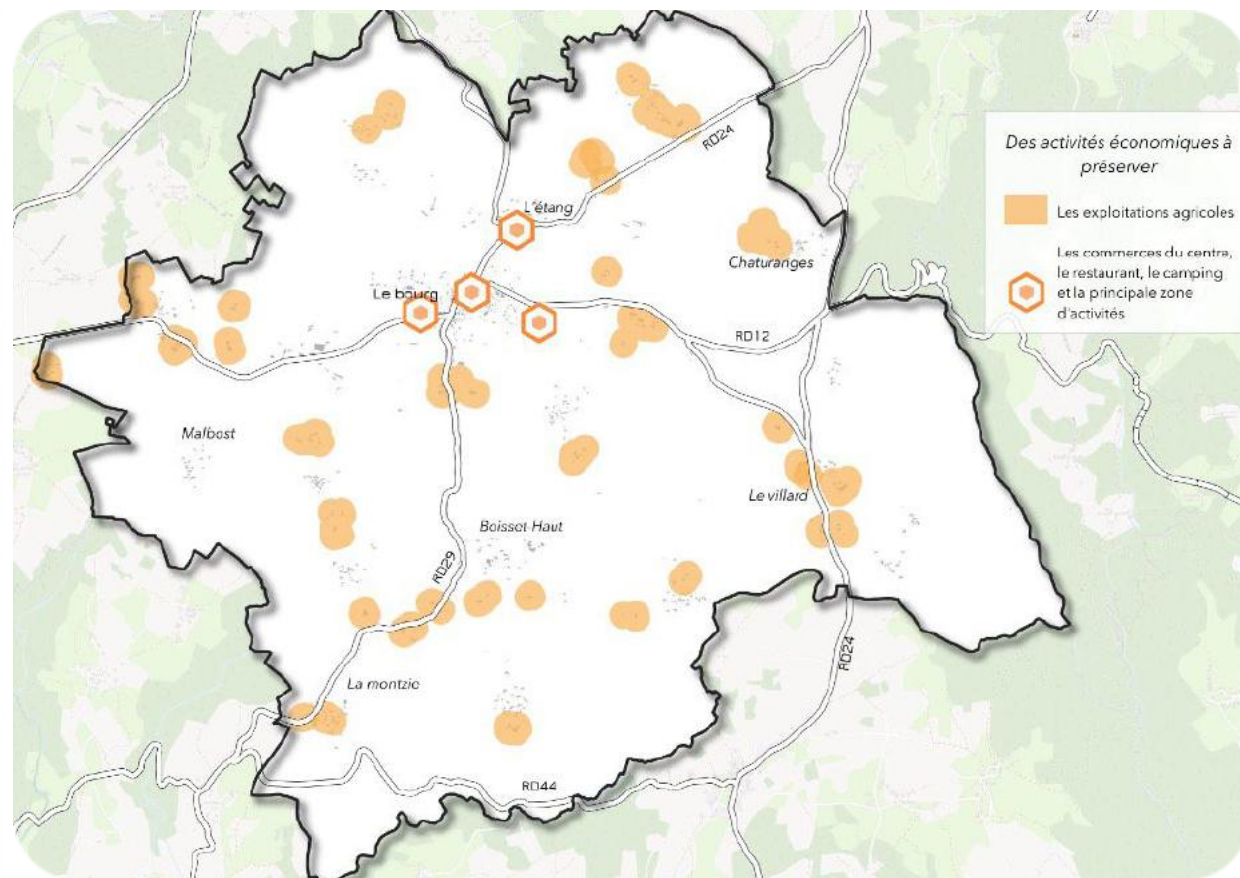 RD24
Des activités économiques à
préserver
Les exploitations agricoles
L'étang
Les commerces du centre,
le restaurant, le camping
et la principale zone
d'activités
Chaturanges
Le bourg
RD12
Malbost
Le villard
Boisset-Haut
RD29
RD24
La montzie
RD44